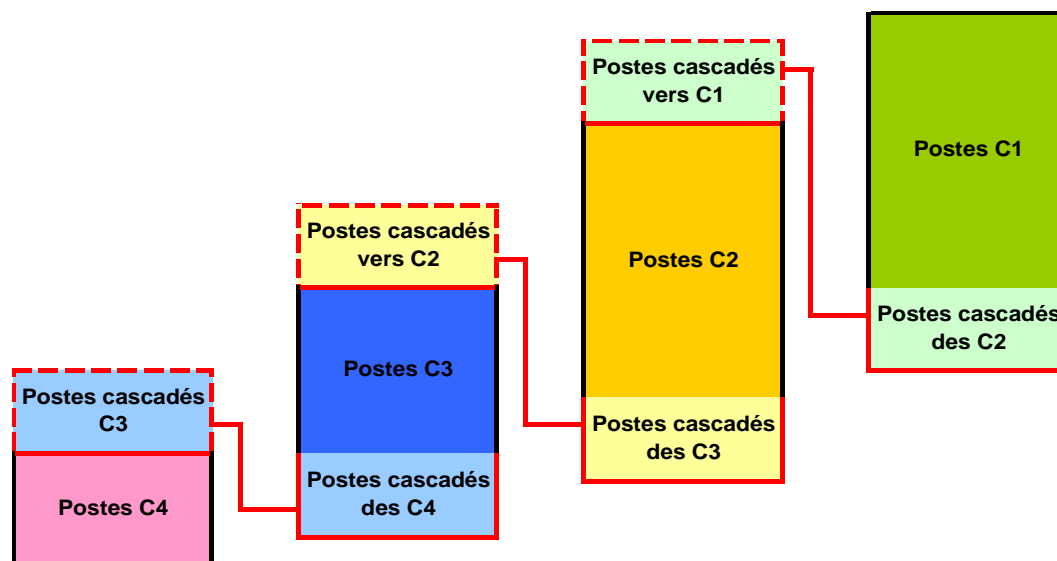 Postes cascadés
C3
Postes C4
Postes cascadés
vers C2
Postes C3
Postes cascadés
des C4
Postes cascadés
vers C1
Postes C2
Postes cascadés
des C3
Postes C1
Postes cascadés
des C2